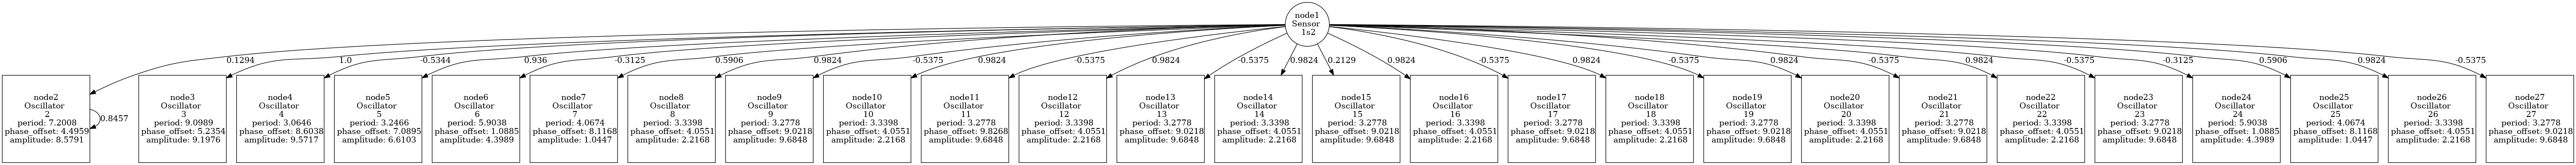 node1
Sensor
1s2
0.1294
1.0
-0.5344
0.936
-0.3125
0.5906
0.9824
-0.5375
0.9824
-0.5375
0.9824
-0.5375
0.9824
0.2129
0.9824
-0.5375
0.9824
-0.5375
0.9824
-0.5375
0.9824
-0.5375
-0.3125
0.5906
0.9824
-0.5375
node2
Oscillator
2
period: 7.2008
phase_offset: 4.4959
amplitude: 8.5791
0.8457
node3
Oscillator
3
period: 9.0989
phase_offset: 5.2354
amplitude: 9.1976
node4
Oscillator
4
period: 3.0646
phase_offset: 8.6038
amplitude: 9.5717
node5
Oscillator
5
period: 3.2466
phase_offset: 7.0895
amplitude: 6.6103
node6
Oscillator
6
period: 5.9038
phase_offset: 1.0885
amplitude: 4.3989
node7
Oscillator
7
period: 4.0674
phase_offset: 8.1168
amplitude: 1.0447
node8
Oscillator
8
period: 3.3398
phase_offset: 4.0551
amplitude: 2.2168
node9
Oscillator
9
period: 3.2778
phase_offset: 9.0218
amplitude: 9.6848
node10
Oscillator
10
period: 3.3398
phase_offset: 4.0551
amplitude: 2.2168
node11
Oscillator
11
period: 3.2778
phase_offset: 9.8268
amplitude: 9.6848
node12
Oscillator
12
period: 3.3398
phase_offset: 4.0551
amplitude: 2.2168
node13
Oscillator
13
period: 3.2778
phase_offset: 9.0218
amplitude: 9.6848
node14
Oscillator
14
period: 3.3398
phase_offset: 4.0551
amplitude: 2.2168
node15
Oscillator
15
period: 3.2778
phase_offset: 9.0218
amplitude: 9.6848
node16
Oscillator
16
period: 3.3398
phase_offset: 4.0551
amplitude: 2.2168
node17
Oscillator
17
period: 3.2778
phase_offset: 9.0218
amplitude: 9.6848
node18
Oscillator
18
period: 3.3398
phase_offset: 4.0551
amplitude: 2.2168
node19
Oscillator
19
period: 3.2778
phase_offset: 9.0218
amplitude: 9.6848
node20
Oscillator
20
period: 3.3398
phase_offset: 4.0551
amplitude: 2.2168
node21
Oscillator
21
period: 3.2778
phase_offset: 9.0218
amplitude: 9.6848
node22
Oscillator
22
period: 3.3398
phase_offset: 4.0551
amplitude: 2.2168
node23
Oscillator
23
period: 3.2778
phase_offset: 9.0218
amplitude: 9.6848
node24
Oscillator
24
period: 5.9038
phase_offset: 1.0885
amplitude: 4.3989
node25
Oscillator
25
period: 4.0674
phase_offset: 8.1168
amplitude: 1.0447
node26
Oscillator
26
period: 3.3398
phase_offset: 4.0551
amplitude: 2.2168
node27
Oscillator
27
period: 3.2778
phase_offset: 9.0218
amplitude: 9.6848